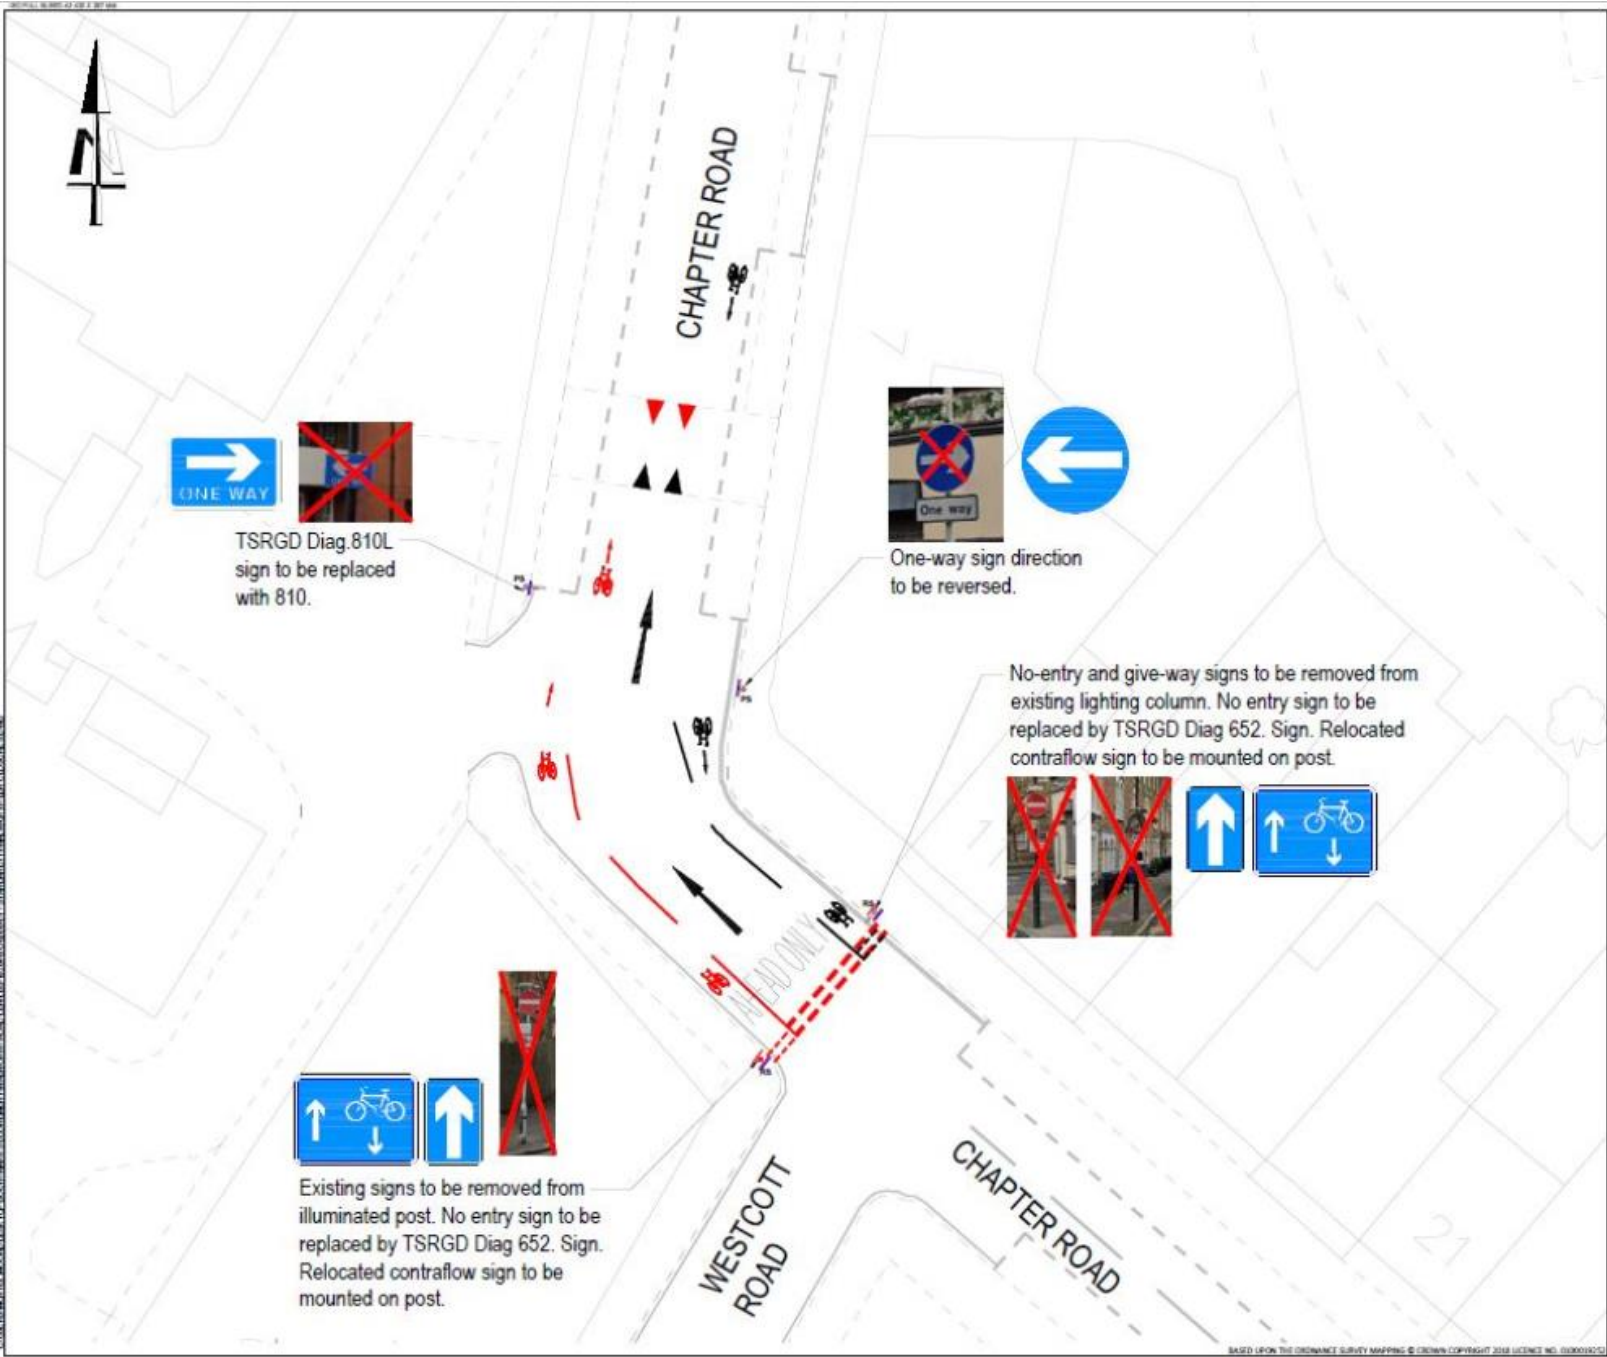 N
CHAPTER ROAD
ONE WAY
TSRGD Diag.810L
sign to be replaced
with 810.
One way
One-way sign direction
to be reversed.
No-entry and give-way signs to be removed from
existing lighting column. No entry sign to be
replaced by TSRGD Diag 652. Sign. Relocated
contraflow sign to be mounted on post.
AHEAD ONLY
Existing signs to be removed from
illuminated post. No entry sign to be
replaced by TSRGD Diag 652. Sign.
Relocated contraflow sign to be
mounted on post.
WESTCOTT
ROAD
CHAPTER ROAD
21